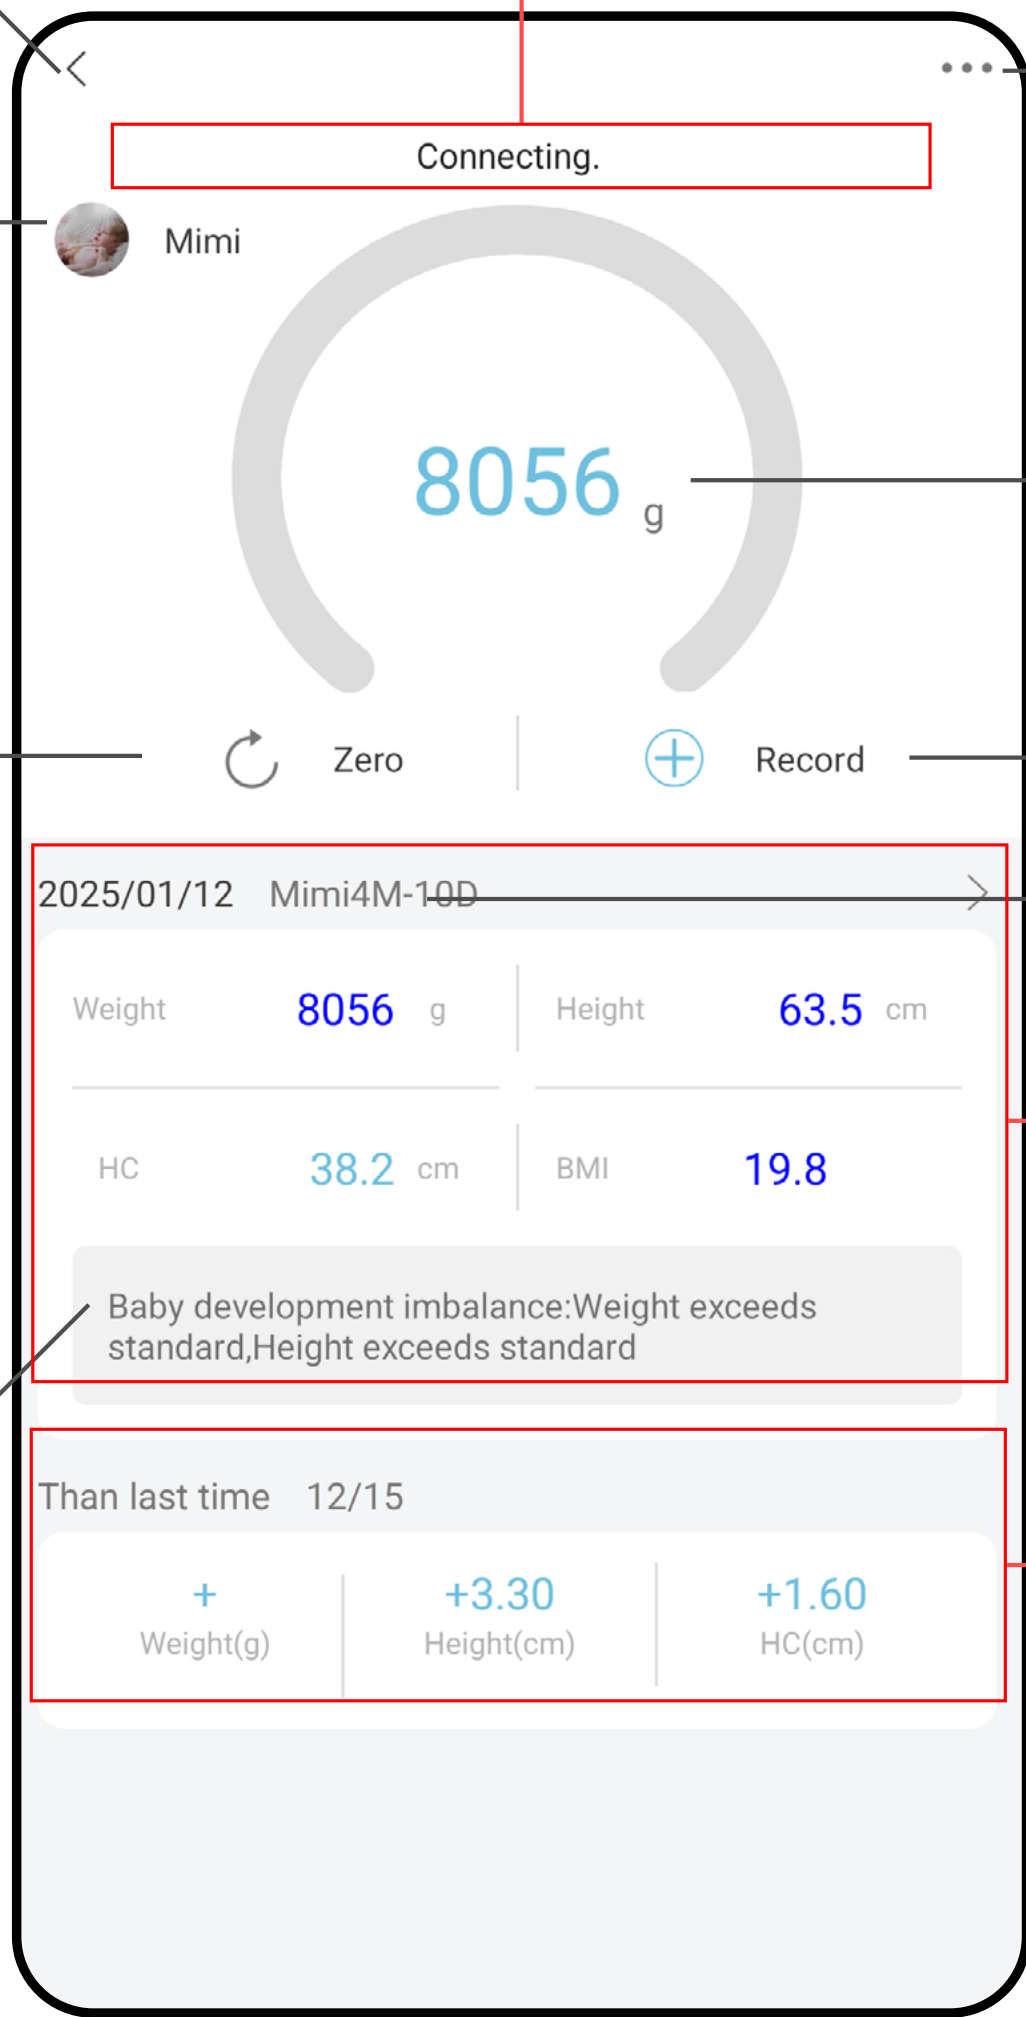 Connecting.
Mimi
8056 g
Zero
Record
2025/01/12 Mimi4M-10D
Weight 8056 g Height 63.5 cm
HC 38.2 cm BMI 19.8
Baby development imbalance:Weight exceeds
standard,Height exceeds standard
Than last time 12/15
+ +3.30 +1.60
Weight(g) Height(cm) HC(cm)